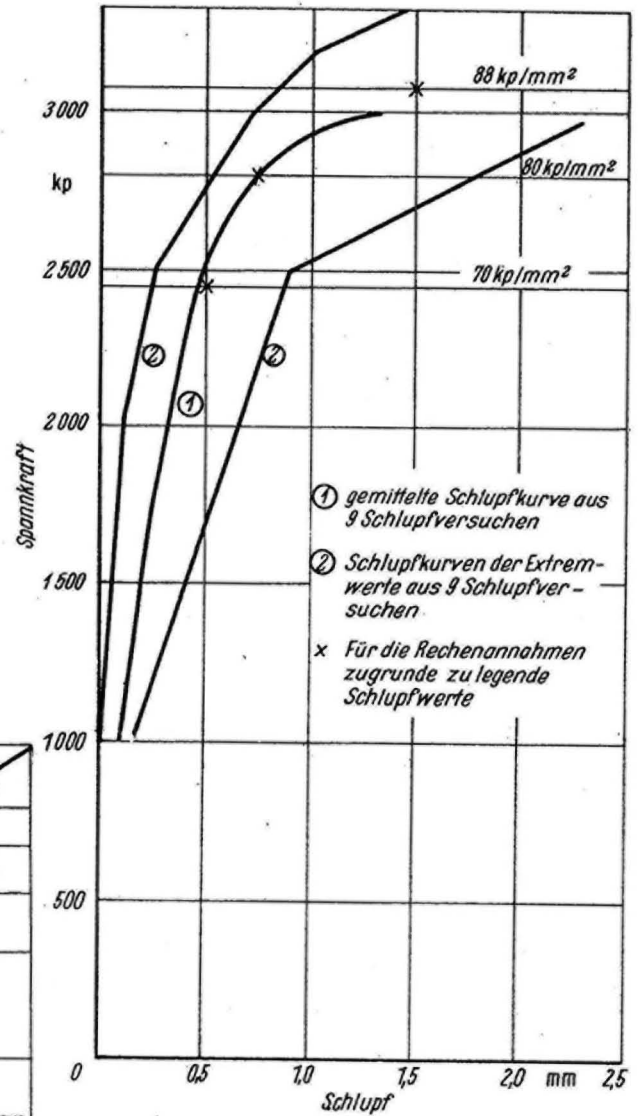 88 kp/mm²
3000
kp
80 kp/mm²
2500
70 kp/mm²
2000
Spannkraft
① gemittelte Schlupfkurve aus
9 Schlupfversuchen
② Schlupfkurven der Extrem-
werte aus 9 Schlupfver-
suchen
x Für die Rechenannahmen
zugrunde zu legende
Schlupfwerte
②
②
①
1500
1000
500
0
0,5
1,0
1,5
2,0
mm
2,5
Schlupf